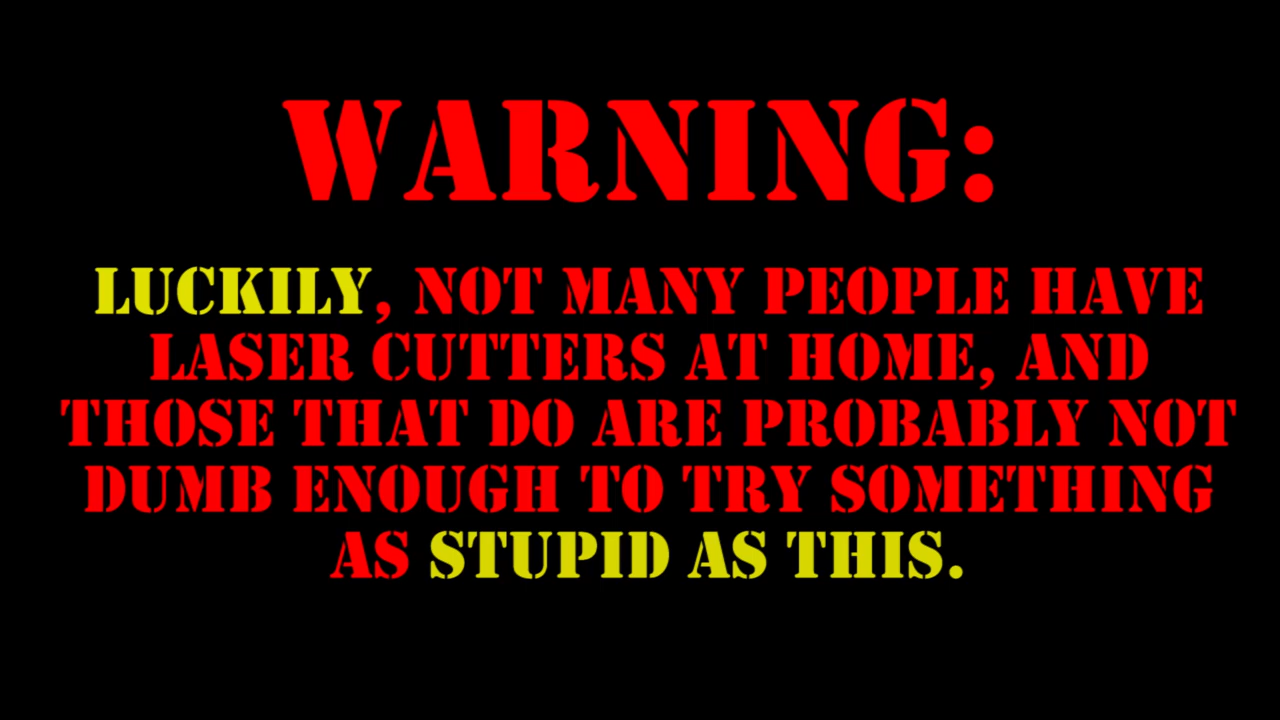 WARNING:
LUCKILY, NOT MANY PEOPLE HAVE
LASER CUTTERS AT HOME, AND
THOSE THAT DO ARE PROBABLY NOT
DUMB ENOUGH TO TRY SOMETHING
AS STUPID AS THIS.